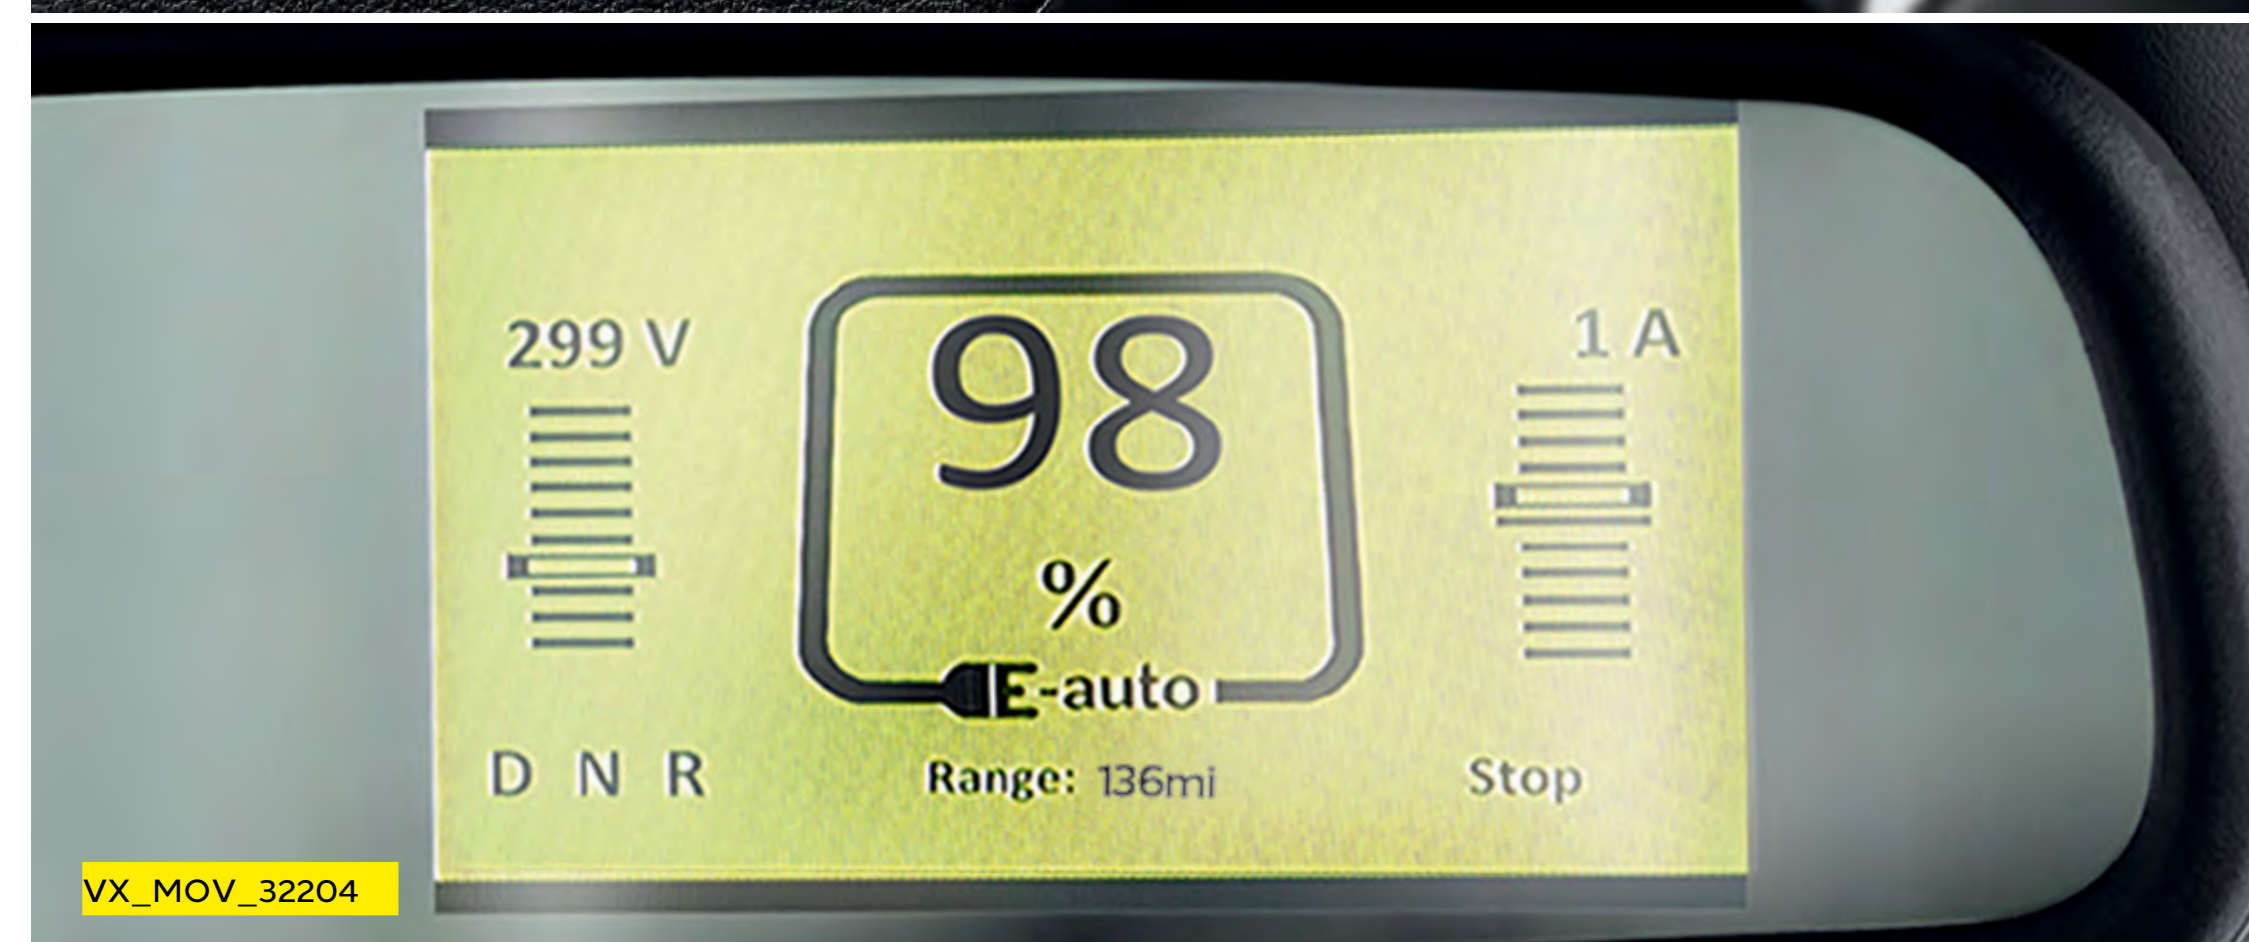 299 V
98
1 A
%
E-auto
D N R
Range: 136mi
Stop
VX_MOV_32204